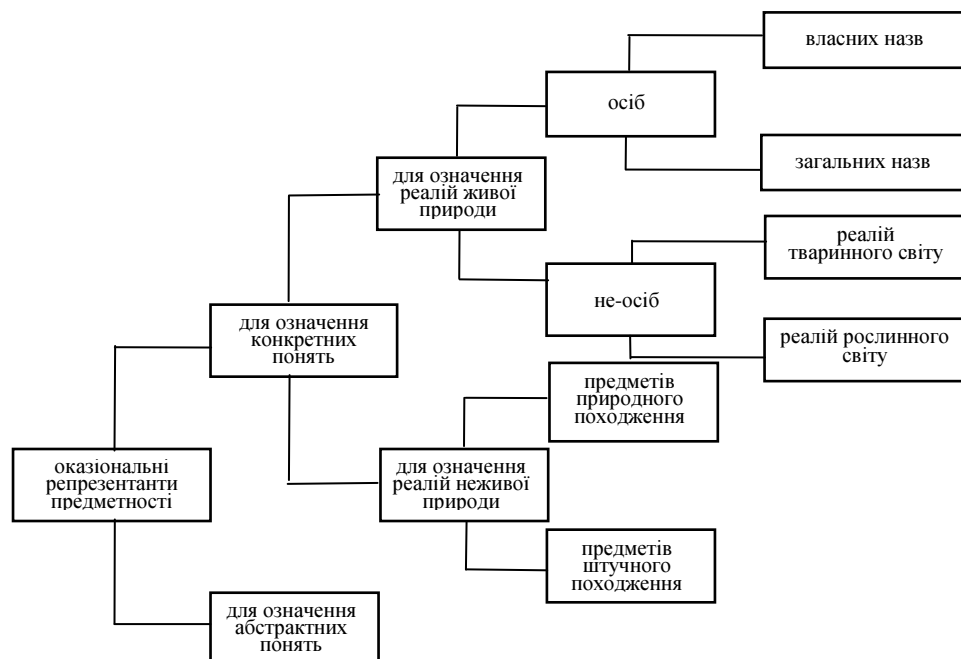 власних назв
осіб
загальних назв
для означення
реалій живої
природи
реалій
тваринного світу
не-осіб
для означення
конкретних
понять
реалій рослинного
світу
предметів
природного
походження
оказіональні
репрезентанти
предметності
для означення
реалій неживої
природи
предметів
штучного
походження
для означення
абстрактних
понять